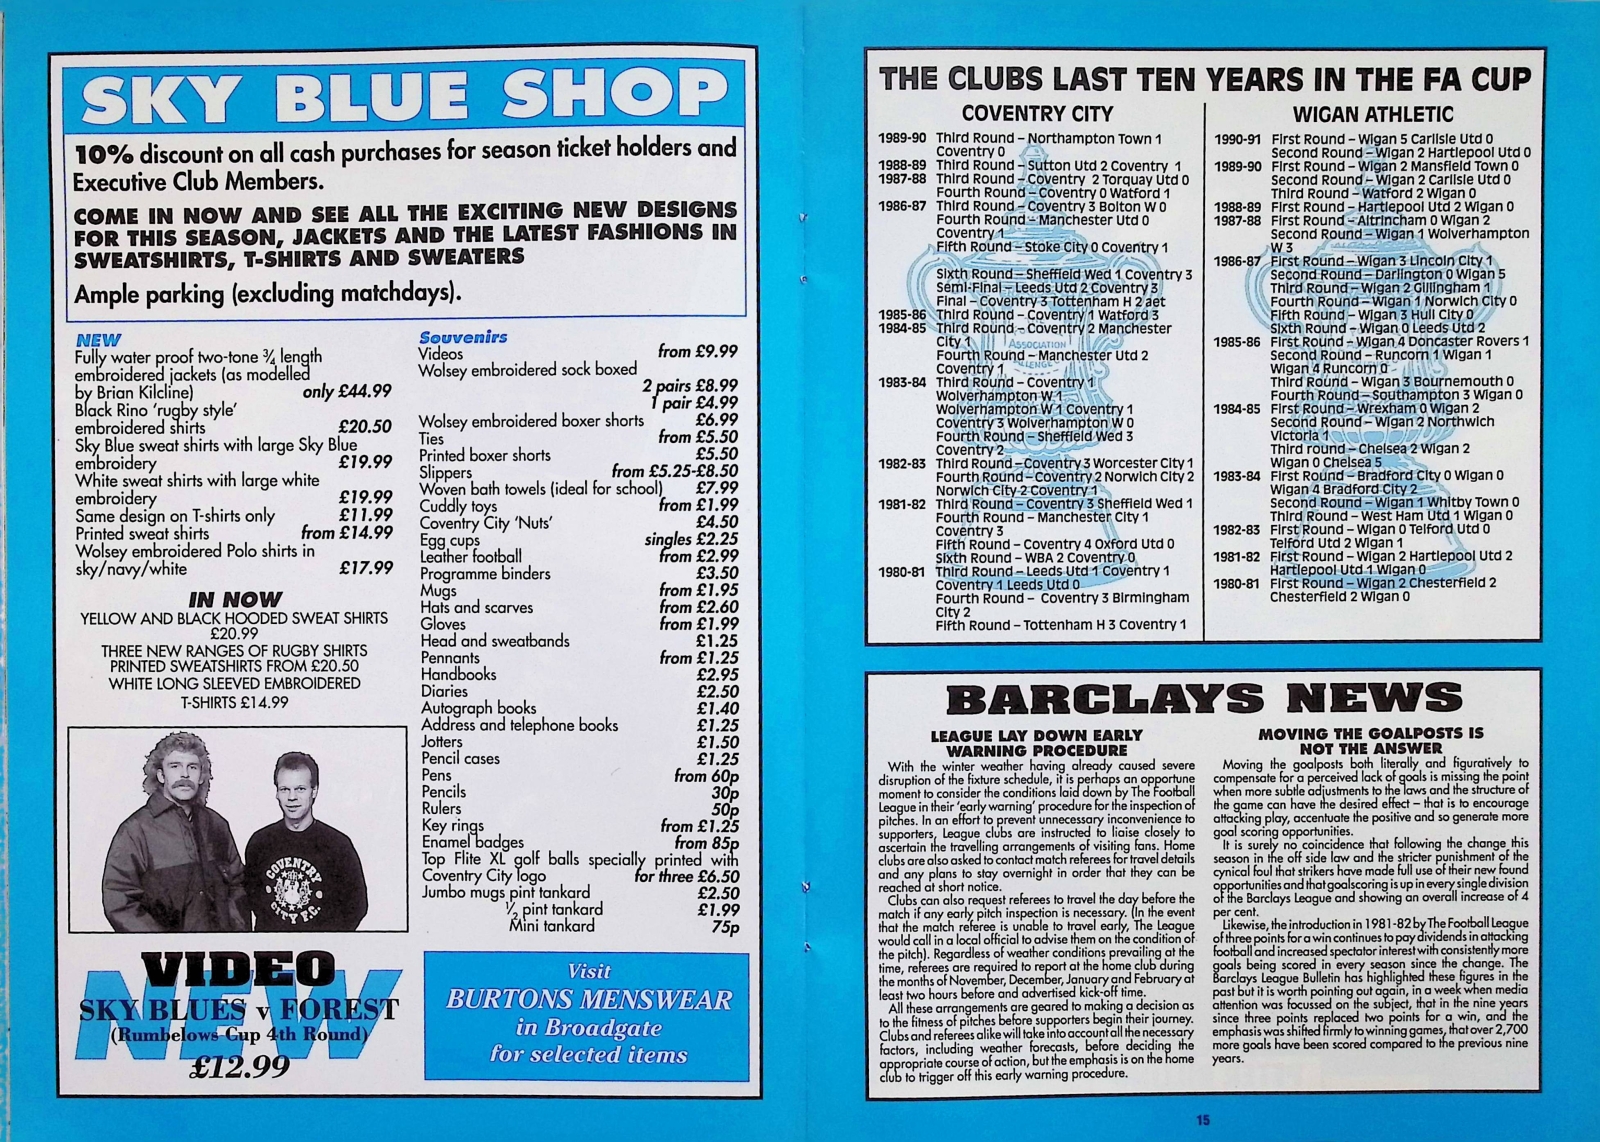 SKY BLUE SHOP
10% discount on all cash purchases for season ticket holders and
Executive Club Members.
COME IN NOW AND SEE ALL THE EXCITING NEW DESIGNS
FOR THIS SEASON, JACKETS AND THE LATEST FASHIONS IN
SWEATSHIRTS, T-SHIRTS AND SWEATERS
Ample parking (excluding matchdays).
NEW
Fully water proof two-tone ¾ length
embroidered jackets (as modelled
by Brian Kilcline) only £44.99
Black Rino 'rugby style'
embroidered shirts £20.50
Sky Blue sweat shirts with large Sky Blue
embroidery £19.99
White sweat shirts with large white
embroidery £19.99
Same design on T-shirts only £11.99
Printed sweat shirts from £14.99
Wolsey embroidered Polo shirts in
sky/navy/white £17.99
IN NOW
YELLOW AND BLACK HOODED SWEAT SHIRTS
£20.99
THREE NEW RANGES OF RUGBY SHIRTS
PRINTED SWEATSHIRTS FROM £20.50
WHITE LONG SLEEVED EMBROIDERED
T-SHIRTS £14.99
COVENTRY
CITY F.C.
NEW
VIDEO
SKY BLUES v FOREST
(Rumbelows Cup 4th Round)
£12.99
Souvenirs
Videos from £9.99
Wolsey embroidered sock boxed
2 pairs £8.99
1 pair £4.99
Wolsey embroidered boxer shorts £6.99
Ties from £5.50
Printed boxer shorts £5.50
Slippers from £5.25-£8.50
Woven bath towels (ideal for school) £7.99
Cuddly toys from £1.99
Coventry City 'Nuts' £4.50
Egg cups singles £2.25
Leather football from £2.99
Programme binders £3.50
Mugs from £1.95
Hats and scarves from £2.60
Gloves from £1.99
Head and sweatbands £1.25
Pennants from £1.25
Handbooks £2.95
Diaries £2.50
Autograph books £1.40
Address and telephone books £1.25
Jotters £1.50
Pencil cases £1.25
Pens from 60p
Pencils 30p
Rulers 50p
Key rings from £1.25
Enamel badges from 85p
Top Flite XL golf balls specially printed with
Coventry City logo for three £6.50
Jumbo mugs pint tankard £2.50
½ pint tankard £1.99
Mini tankard 75p
Visit
BURTONS MENSWEAR
in Broadgate
for selected items
THE CLUBS LAST TEN YEARS IN THE FA CUP
COVENTRY CITY
1989-90 Third Round – Northampton Town 1
Coventry 0
1988-89 Third Round – Sutton Utd 2 Coventry 1
1987-88 Third Round – Coventry 2 Torquay Utd 0
Fourth Round – Coventry 0 Watford 1
1986-87 Third Round – Coventry 3 Bolton W 0
Fourth Round – Manchester Utd 0
Coventry 1
Fifth Round – Stoke City 0 Coventry 1
Sixth Round – Sheffield Wed 1 Coventry 3
Semi-Final – Leeds Utd 2 Coventry 3
Final – Coventry 3 Tottenham H 2 aet
1985-86 Third Round – Coventry 1 Watford 3
1984-85 Third Round – Coventry 2 Manchester
City 1
Fourth Round – Manchester Utd 2
Coventry 1
1983-84 Third Round – Coventry 1
Wolverhampton W 1
Wolverhampton W 1 Coventry 1
Coventry 3 Wolverhampton W 0
Fourth Round – Sheffield Wed 3
Coventry 2
1982-83 Third Round – Coventry 3 Worcester City 1
Fourth Round – Coventry 2 Norwich City 2
Norwich City 2 Coventry 1
1981-82 Third Round – Coventry 3 Sheffield Wed 1
Fourth Round – Manchester City 1
Coventry 3
Fifth Round – Coventry 4 Oxford Utd 0
Sixth Round – WBA 2 Coventry 0
1980-81 Third Round – Leeds Utd 1 Coventry 1
Coventry 1 Leeds Utd 0
Fourth Round – Coventry 3 Birmingham
City 2
Fifth Round – Tottenham H 3 Coventry 1
ASSOCIATION
WIGAN ATHLETIC
1990-91 First Round – Wigan 5 Carlisle Utd 0
Second Round – Wigan 2 Hartlepool Utd 0
1989-90 First Round – Wigan 2 Mansfield Town 0
Second Round – Wigan 2 Carlisle Utd 0
Third Round – Watford 2 Wigan 0
1988-89 First Round – Hartlepool Utd 2 Wigan 0
1987-88 First Round – Altrincham 0 Wigan 2
Second Round – Wigan 1 Wolverhampton
W 3
1986-87 First Round – Wigan 3 Lincoln City 1
Second Round – Darlington 0 Wigan 5
Third Round – Wigan 2 Gillingham 1
Fourth Round – Wigan 1 Norwich City 0
Fifth Round – Wigan 3 Hull City 0
Sixth Round – Wigan 0 Leeds Utd 2
1985-86 First Round – Wigan 4 Doncaster Rovers 1
Second Round – Runcorn 1 Wigan 1
Wigan 4 Runcorn 0
Third Round – Wigan 3 Bournemouth 0
Fourth Round – Southampton 3 Wigan 0
1984-85 First Round – Wrexham 0 Wigan 2
Second Round – Wigan 2 Northwich
Victoria 1
Third round – Chelsea 2 Wigan 2
Wigan 0 Chelsea 5
1983-84 First Round – Bradford City 0 Wigan 0
Wigan 4 Bradford City 2
Second Round – Wigan 1 Whitby Town 0
Third Round – West Ham Utd 1 Wigan 0
1982-83 First Round – Wigan 0 Telford Utd 0
Telford Utd 2 Wigan 1
1981-82 First Round – Wigan 2 Hartlepool Utd 2
Hartlepool Utd 1 Wigan 0
1980-81 First Round – Wigan 2 Chesterfield 2
Chesterfield 2 Wigan 0
BARCLAYS NEWS
LEAGUE LAY DOWN EARLY
WARNING PROCEDURE
With the winter weather having already caused severe
disruption of the fixture schedule, it is perhaps an opportune
moment to consider the conditions laid down by The Football
League in their 'early warning' procedure for the inspection of
pitches. In an effort to prevent unnecessary inconvenience to
supporters, League clubs are instructed to liaise closely to
ascertain the travelling arrangements of visiting fans. Home
clubs are also asked to contact match referees for travel details
and any plans to stay overnight in order that they can be
reached at short notice.
Clubs can also request referees to travel the day before the
match if any early pitch inspection is necessary. (In the event
that the match referee is unable to travel early, The League
would call in a local official to advise them on the condition of
the pitch). Regardless of weather conditions prevailing at the
time, referees are required to report at the home club during
the months of November, December, January and February at
least two hours before and advertised kick-off time.
All these arrangements are geared to making a decision as
to the fitness of pitches before supporters begin their journey.
Clubs and referees alike will take into account all the necessary
factors, including weather forecasts, before deciding the
appropriate course of action, but the emphasis is on the home
club to trigger off this early warning procedure.
MOVING THE GOALPOSTS IS
NOT THE ANSWER
Moving the goalposts both literally and figuratively to
compensate for a perceived lack of goals is missing the point
when more subtle adjustments to the laws and the structure of
the game can have the desired effect – that is to encourage
attacking play, accentuate the positive and so generate more
goal scoring opportunities.
It is surely no coincidence that following the change this
season in the off side law and the stricter punishment of the
cynical foul that strikers have made full use of their new found
opportunities and that goalscoring is up in every single division
of the Barclays League and showing an overall increase of 4
per cent.
Likewise, the introduction in 1981-82 by The Football League
of three points for a win continues to pay dividends in attacking
football and increased spectator interest with consistently more
goals being scored in every season since the change. The
Barclays League Bulletin has highlighted these figures in the
past but it is worth pointing out again, in a week when media
attention was focussed on the subject, that in the nine years
since three points replaced two points for a win, and the
emphasis was shifted firmly to winning games, that over 2,700
more goals have been scored compared to the previous nine
years.
15